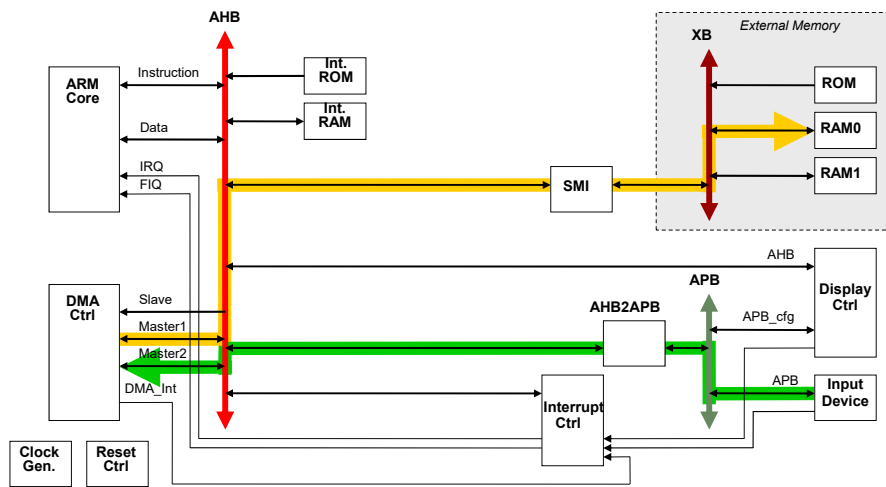 AHB
External Memory
XB
ARM
Core
Instruction
Int.
ROM
ROM
Int.
RAM
Data
RAM0
IRQ
FIQ
SMI
RAM1
AHB
Display
Ctrl
APB
DMA
Ctrl
Slave
AHB2APB
APB_cfg
Master1
Master2
DMA_Int
APB
Input
Device
Interrupt
Ctrl
Clock
Gen.
Reset
Ctrl